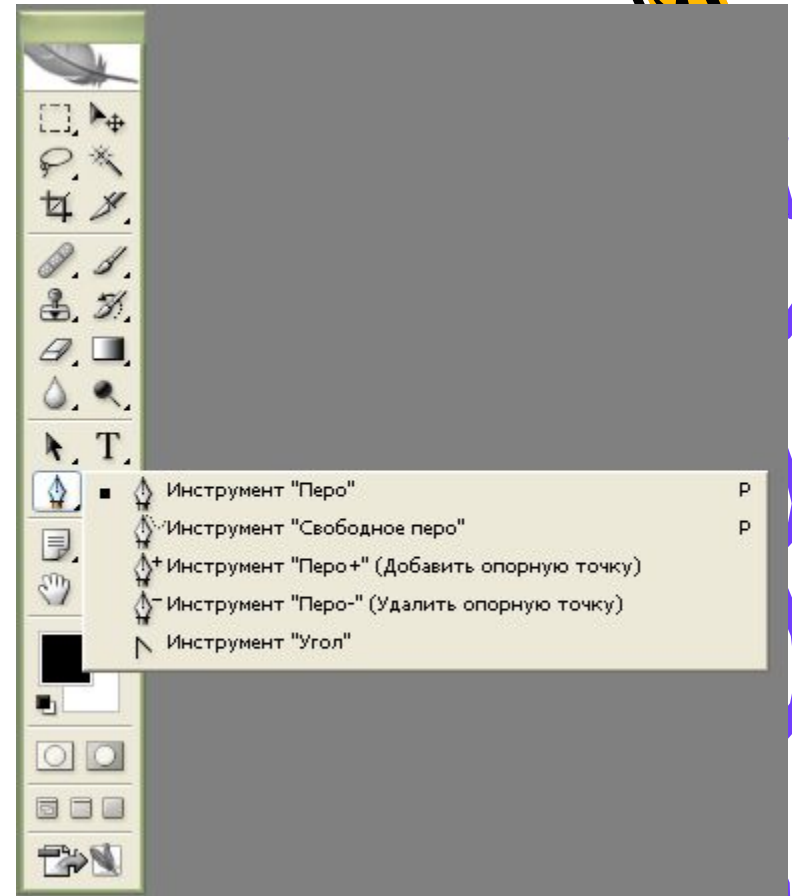 T
Инструмент "Перо" P
Инструмент "Свободное перо" P
Инструмент "Перо+" (Добавить опорную точку)
Инструмент "Перо-" (Удалить опорную точку)
Инструмент "Угол"